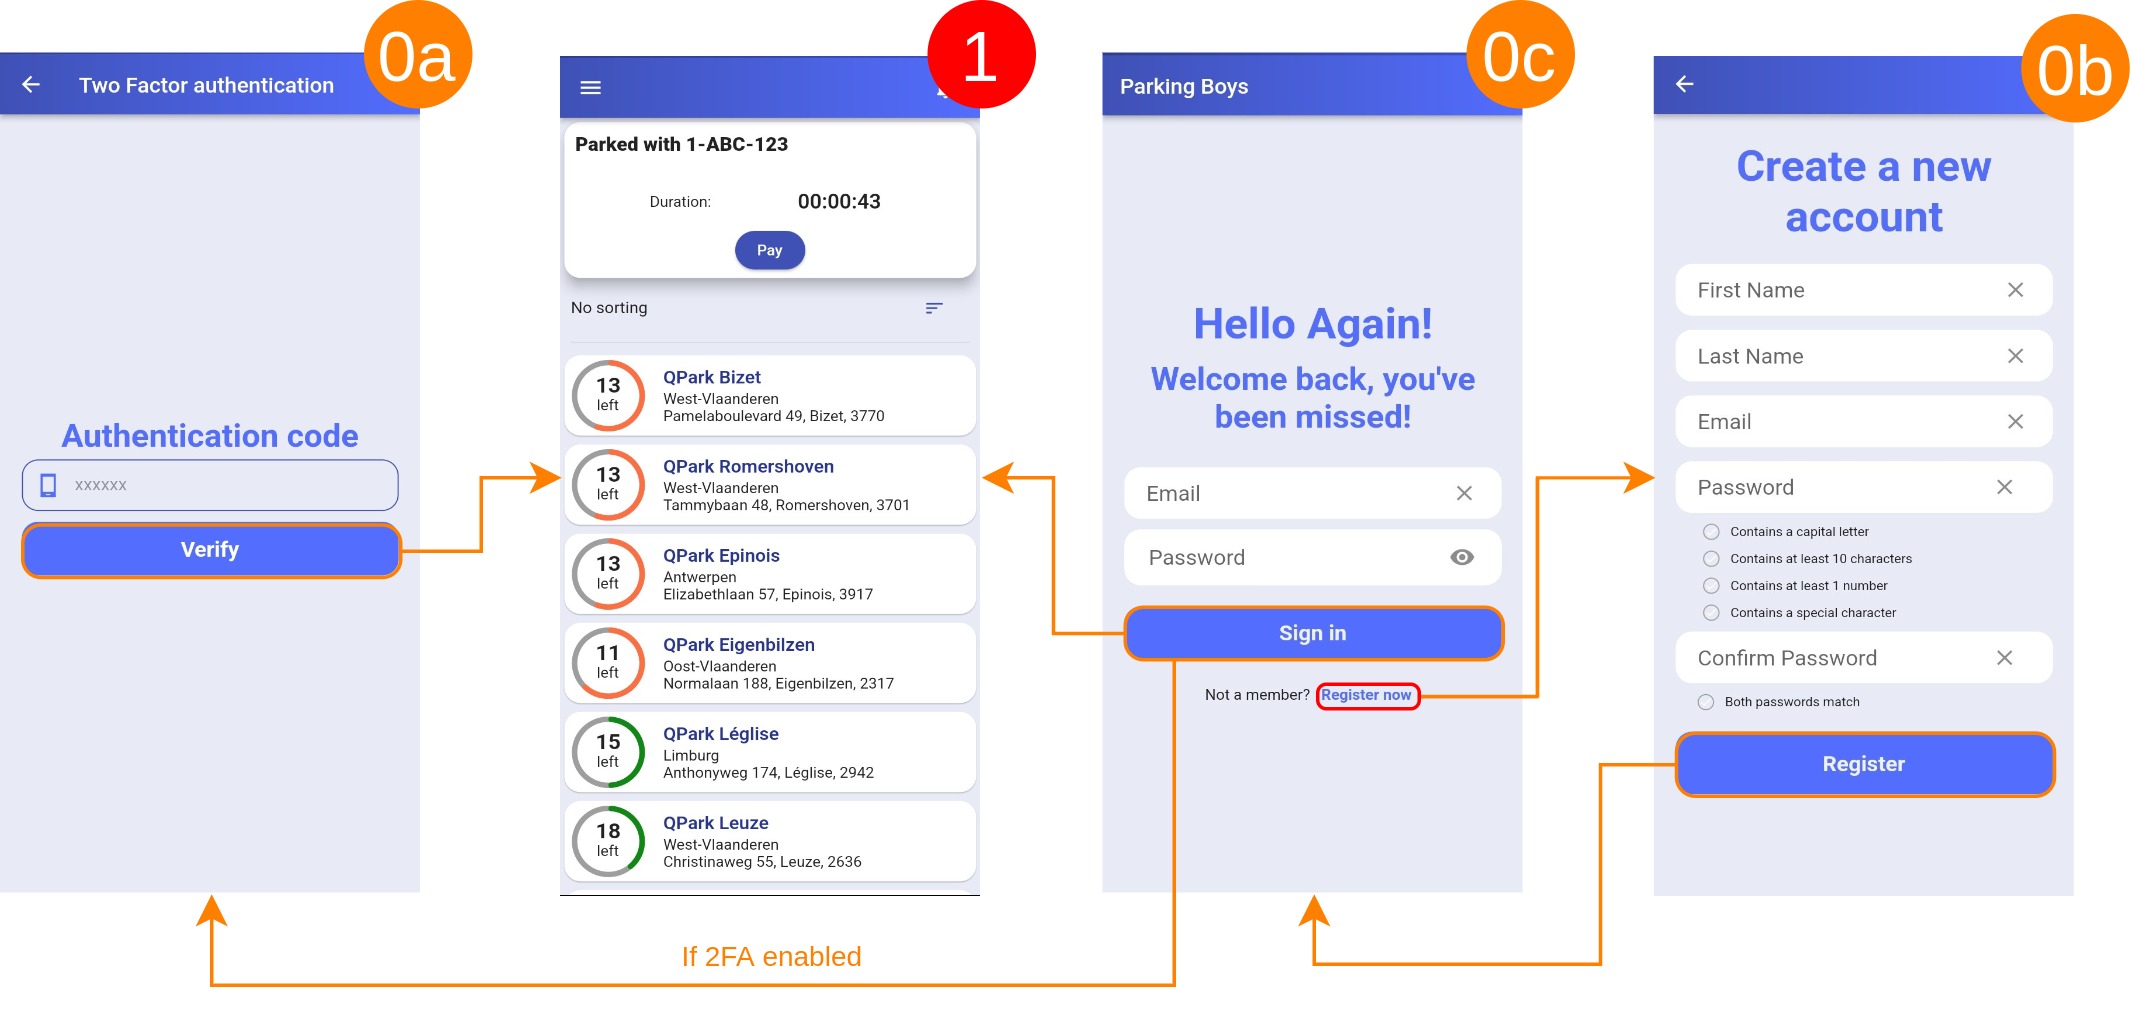 0a
Two Factor authentication
Authentication code
xxxxxx
Verify
1
Parked with 1-ABC-123
Duration: 00:00:43
Pay
No sorting
13
left
QPark Bizet
West-Vlaanderen
Pamelaboulevard 49, Bizet, 3770
13
left
QPark Romershoven
West-Vlaanderen
Tammybaan 48, Romershoven, 3701
13
left
QPark Epinois
Antwerpen
Elizabethlaan 57, Epinois, 3917
11
left
QPark Eigenbilzen
Oost-Vlaanderen
Normalaan 188, Eigenbilzen, 2317
15
left
QPark Léglise
Limburg
Anthonyweg 174, Léglise, 2942
18
left
QPark Leuze
West-Vlaanderen
Christinaweg 55, Leuze, 2636
0c
Parking Boys
Hello Again!
Welcome back, you've
been missed!
Email
Password
Sign in
Not a member? Register now
0b
Create a new
account
First Name
Last Name
Email
Password
Contains a capital letter
Contains at least 10 characters
Contains at least 1 number
Contains a special character
Confirm Password
Both passwords match
Register
If 2FA enabled